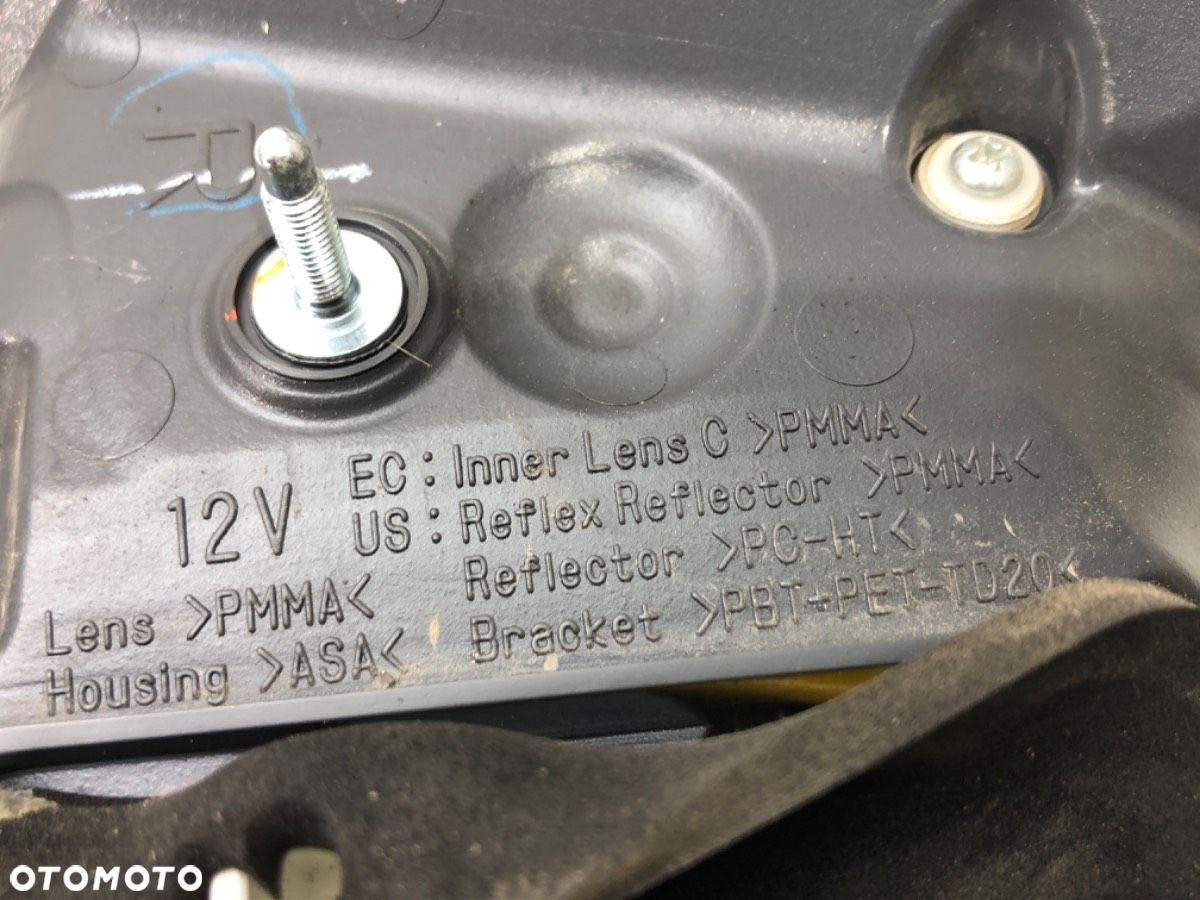 R
12V
EC : Inner Lens C >PMMA<
US : Reflex Reflector >PMMA<
Reflector >PC-HT<
Bracket >PBT+PET-TD20<
Lens >PMMA<
Housing >ASA<
OTOMOTO